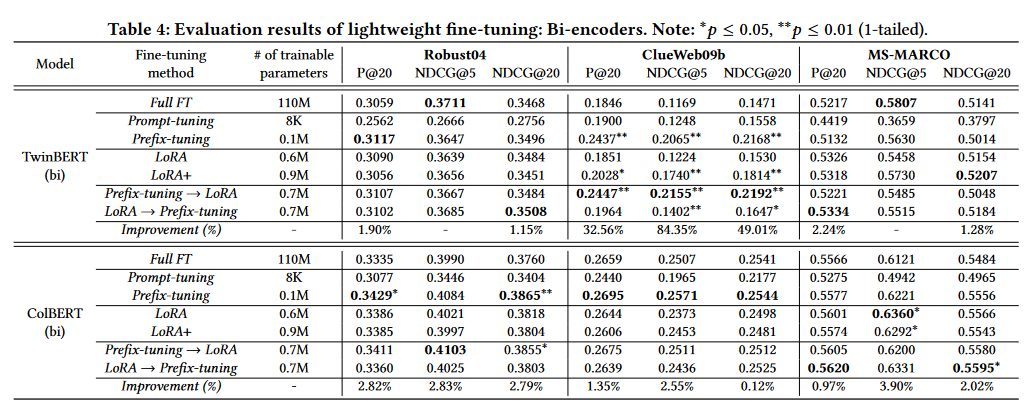 Table 4: Evaluation results of lightweight fine-tuning: Bi-encoders. Note: *p ≤ 0.05, **p ≤ 0.01 (1-tailed).
Model Fine-tuning method # of trainable parameters Robust04 ClueWeb09b MS-MARCO
P@20 NDCG@5 NDCG@20 P@20 NDCG@5 NDCG@20 P@20 NDCG@5 NDCG@20
TwinBERT (bi)
Full FT 110M 0.3059 0.3711 0.3468 0.1846 0.1169 0.1471 0.5217 0.5807 0.5141
Prompt-tuning 8K 0.2562 0.2666 0.2756 0.1900 0.1248 0.1558 0.4419 0.3659 0.3797
Prefix-tuning 0.1M 0.3117 0.3647 0.3496 0.2437** 0.2065** 0.2168** 0.5132 0.5630 0.5014
LoRA 0.6M 0.3090 0.3639 0.3484 0.1851 0.1224 0.1530 0.5326 0.5458 0.5154
LoRA+ 0.9M 0.3056 0.3656 0.3451 0.2028* 0.1740** 0.1814** 0.5318 0.5730 0.5207
Prefix-tuning → LoRA 0.7M 0.3107 0.3667 0.3484 0.2447** 0.2155** 0.2192** 0.5221 0.5485 0.5048
LoRA → Prefix-tuning 0.7M 0.3102 0.3685 0.3508 0.1964 0.1402** 0.1647* 0.5334 0.5515 0.5184
Improvement (%) - 1.90% - 1.15% 32.56% 84.35% 49.01% 2.24% - 1.28%
ColBERT (bi)
Full FT 110M 0.3335 0.3990 0.3760 0.2659 0.2507 0.2541 0.5566 0.6121 0.5484
Prompt-tuning 8K 0.3077 0.3446 0.3404 0.2440 0.1965 0.2177 0.5275 0.4942 0.4965
Prefix-tuning 0.1M 0.3429* 0.4084 0.3865** 0.2695 0.2571 0.2544 0.5577 0.6221 0.5556
LoRA 0.6M 0.3386 0.4021 0.3818 0.2644 0.2373 0.2498 0.5601 0.6360* 0.5566
LoRA+ 0.9M 0.3385 0.3997 0.3804 0.2606 0.2453 0.2481 0.5574 0.6292* 0.5543
Prefix-tuning → LoRA 0.7M 0.3411 0.4103 0.3855* 0.2675 0.2511 0.2512 0.5605 0.6200 0.5580
LoRA → Prefix-tuning 0.7M 0.3360 0.4025 0.3803 0.2639 0.2436 0.2525 0.5620 0.6331 0.5595*
Improvement (%) - 2.82% 2.83% 2.79% 1.35% 2.55% 0.12% 0.97% 3.90% 2.02%